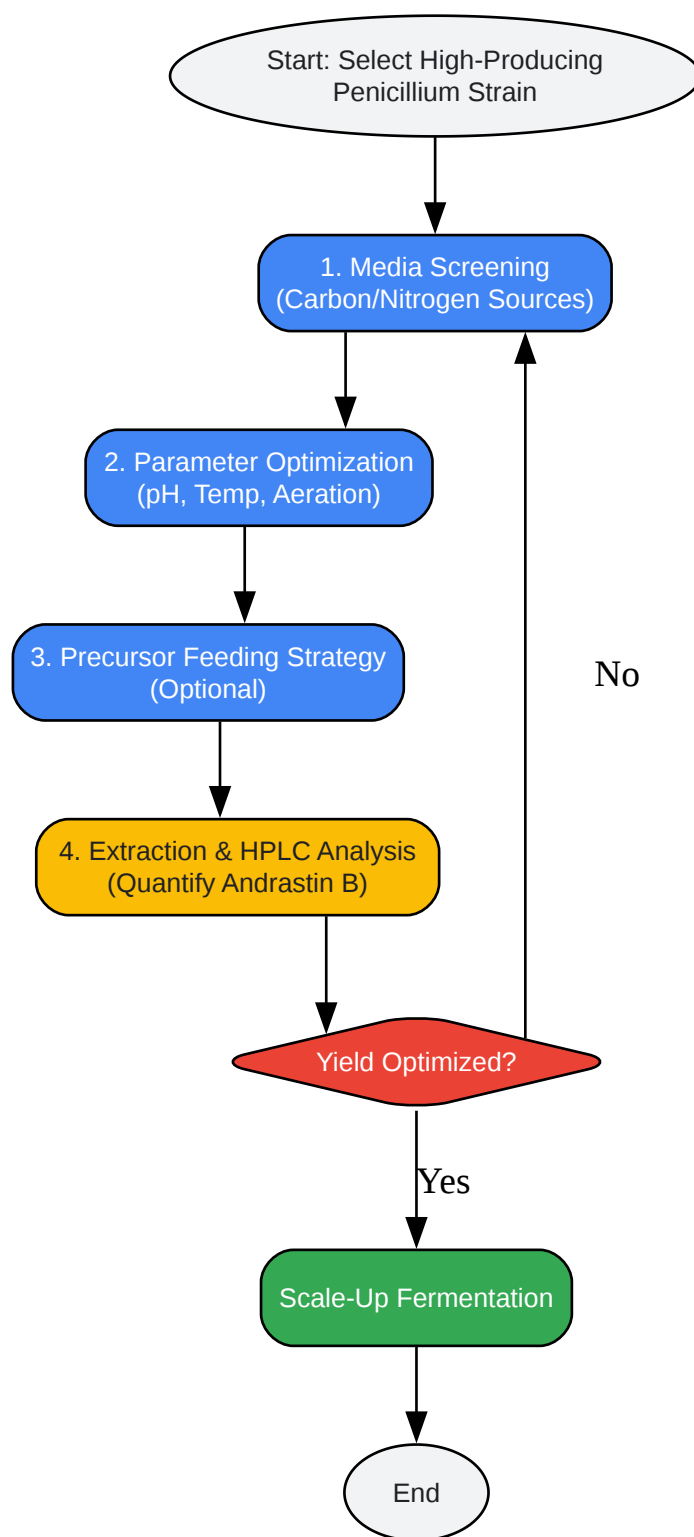 Start: Select High-Producing
Penicillium Strain
1. Media Screening
(Carbon/Nitrogen Sources)
2. Parameter Optimization
(pH, Temp, Aeration)
3. Precursor Feeding Strategy
(Optional)
No
4. Extraction & HPLC Analysis
(Quantify Andrastin B)
Yield Optimized?
Yes
Scale-Up Fermentation
End